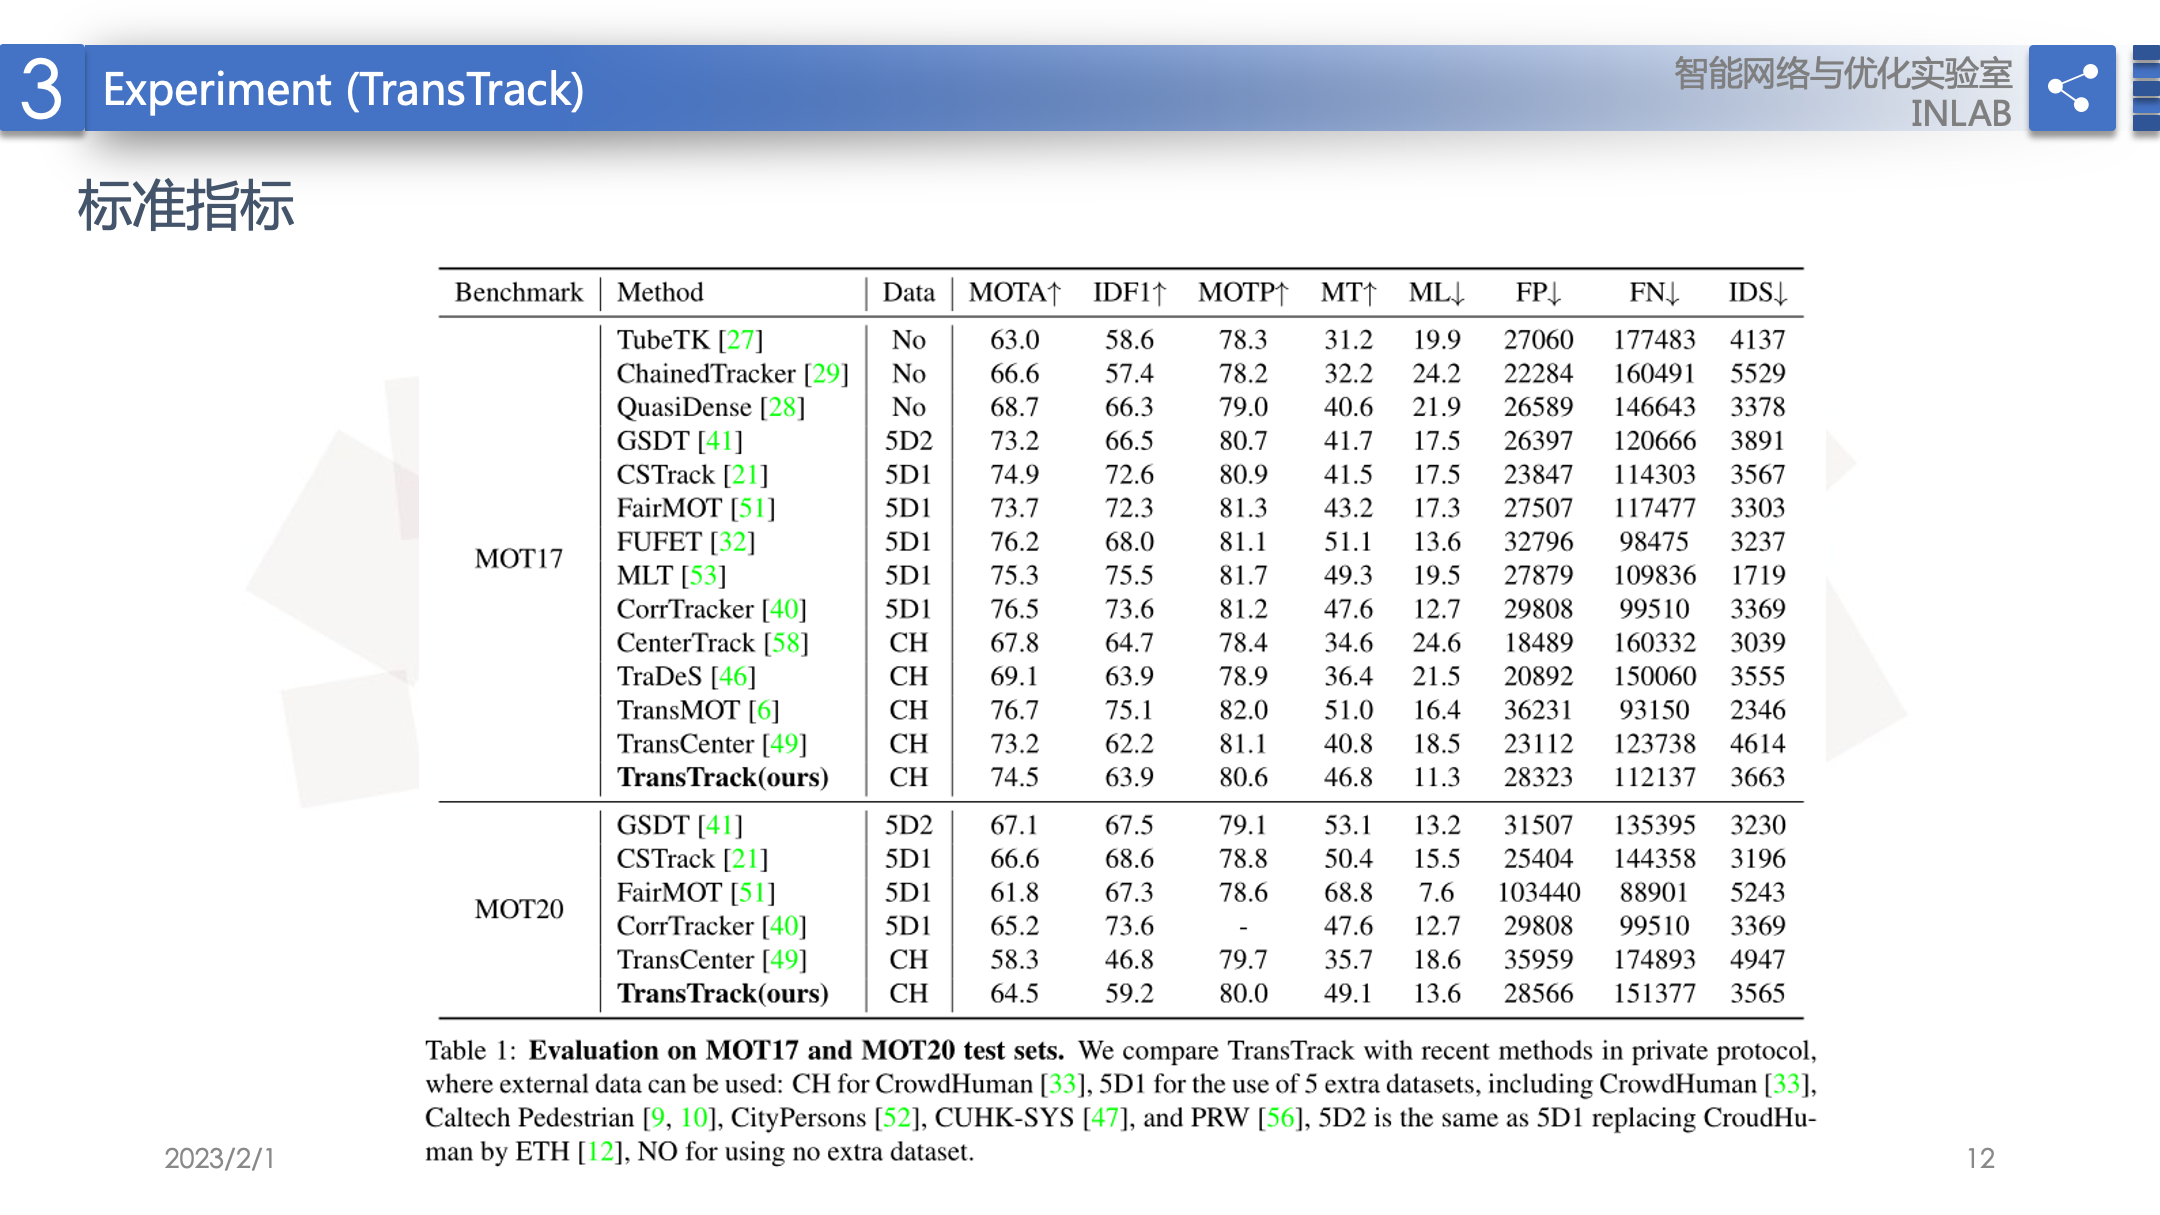 3
Experiment (TransTrack)
智能网络与优化实验室
INLAB
标准指标
Benchmark Method Data MOTA↑ IDF1↑ MOTP↑ MT↑ ML↓ FP↓ FN↓ IDS↓
MOT17
TubeTK [27] No 63.0 58.6 78.3 31.2 19.9 27060 177483 4137
ChainedTracker [29] No 66.6 57.4 78.2 32.2 24.2 22284 160491 5529
QuasiDense [28] No 68.7 66.3 79.0 40.6 21.9 26589 146643 3378
GSDT [41] 5D2 73.2 66.5 80.7 41.7 17.5 26397 120666 3891
CSTrack [21] 5D1 74.9 72.6 80.9 41.5 17.5 23847 114303 3567
FairMOT [51] 5D1 73.7 72.3 81.3 43.2 17.3 27507 117477 3303
FUFET [32] 5D1 76.2 68.0 81.1 51.1 13.6 32796 98475 3237
MLT [53] 5D1 75.3 75.5 81.7 49.3 19.5 27879 109836 1719
CorrTracker [40] 5D1 76.5 73.6 81.2 47.6 12.7 29808 99510 3369
CenterTrack [58] CH 67.8 64.7 78.4 34.6 24.6 18489 160332 3039
TraDeS [46] CH 69.1 63.9 78.9 36.4 21.5 20892 150060 3555
TransMOT [6] CH 76.7 75.1 82.0 51.0 16.4 36231 93150 2346
TransCenter [49] CH 73.2 62.2 81.1 40.8 18.5 23112 123738 4614
TransTrack(ours) CH 74.5 63.9 80.6 46.8 11.3 28323 112137 3663
MOT20
GSDT [41] 5D2 67.1 67.5 79.1 53.1 13.2 31507 135395 3230
CSTrack [21] 5D1 66.6 68.6 78.8 50.4 15.5 25404 144358 3196
FairMOT [51] 5D1 61.8 67.3 78.6 68.8 7.6 103440 88901 5243
CorrTracker [40] 5D1 65.2 73.6 - 47.6 12.7 29808 99510 3369
TransCenter [49] CH 58.3 46.8 79.7 35.7 18.6 35959 174893 4947
TransTrack(ours) CH 64.5 59.2 80.0 49.1 13.6 28566 151377 3565
Table 1: Evaluation on MOT17 and MOT20 test sets. We compare TransTrack with recent methods in private protocol,
where external data can be used: CH for CrowdHuman [33], 5D1 for the use of 5 extra datasets, including CrowdHuman [33],
Caltech Pedestrian [9, 10], CityPersons [52], CUHK-SYS [47], and PRW [56], 5D2 is the same as 5D1 replacing CroudHu-
man by ETH [12], NO for using no extra dataset.
2023/2/1
12